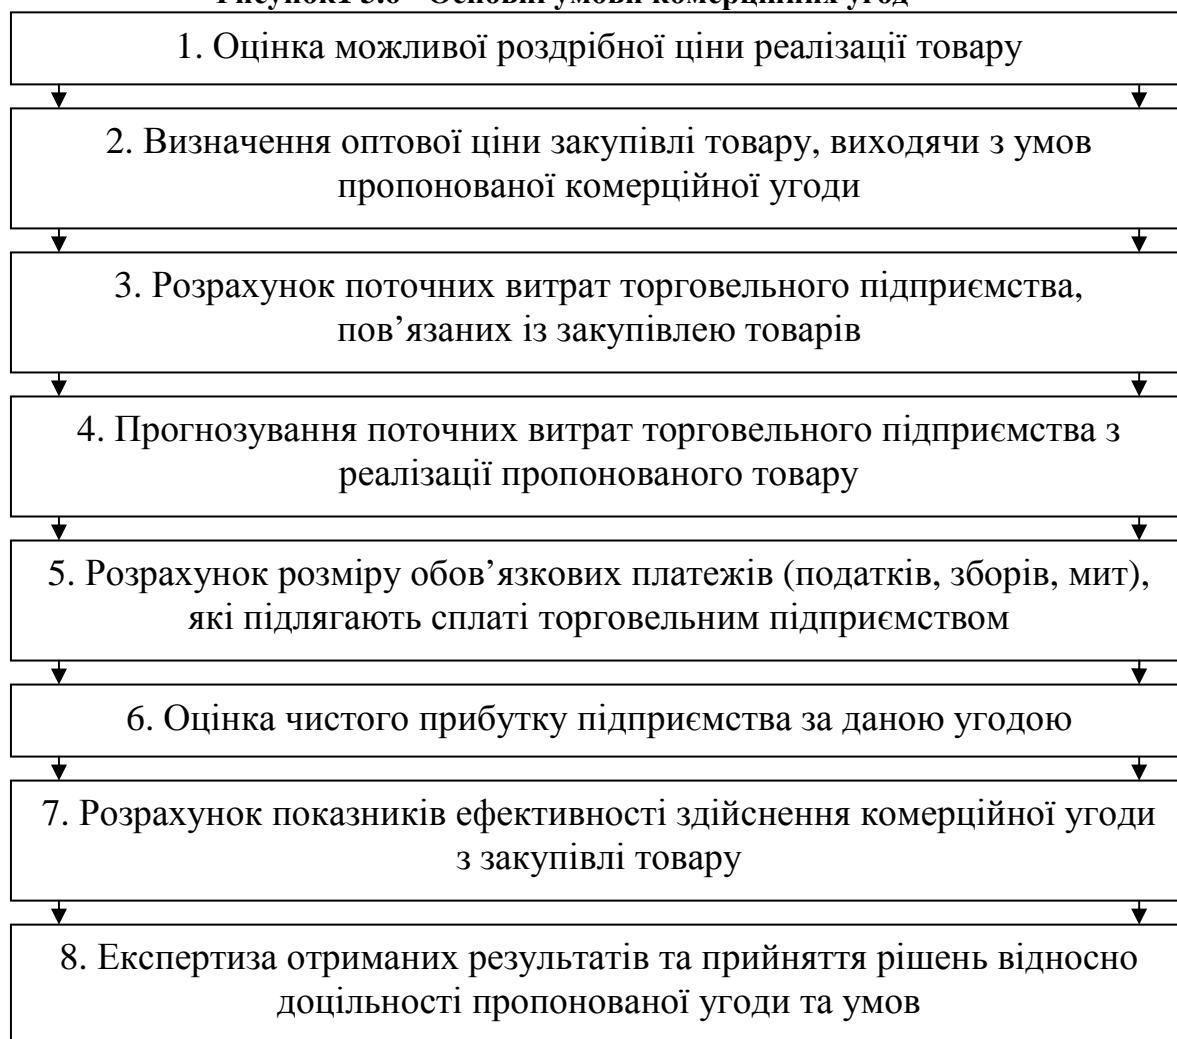 1. Оцінка можливої роздрібної ціни реалізації товару
2. Визначення оптової ціни закупівлі товару, виходячи з умов
пропонованої комерційної угоди
3. Розрахунок поточних витрат торговельного підприємства,
пов’язаних із закупівлею товарів
4. Прогнозування поточних витрат торговельного підприємства з
реалізації пропонованого товару
5. Розрахунок розміру обов’язкових платежів (податків, зборів, мит),
які підлягають сплаті торговельним підприємством
6. Оцінка чистого прибутку підприємства за даною угодою
7. Розрахунок показників ефективності здійснення комерційної угоди
з закупівлі товару
8. Експертиза отриманих результатів та прийняття рішень відносно
доцільності пропонованої угоди та умов